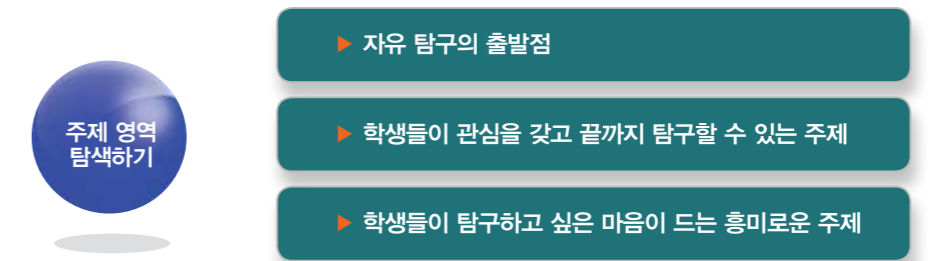 주제 영역
탐색하기
▶ 자유 탐구의 출발점
▶ 학생들이 관심을 갖고 끝까지 탐구할 수 있는 주제
▶ 학생들이 탐구하고 싶은 마음이 드는 흥미로운 주제